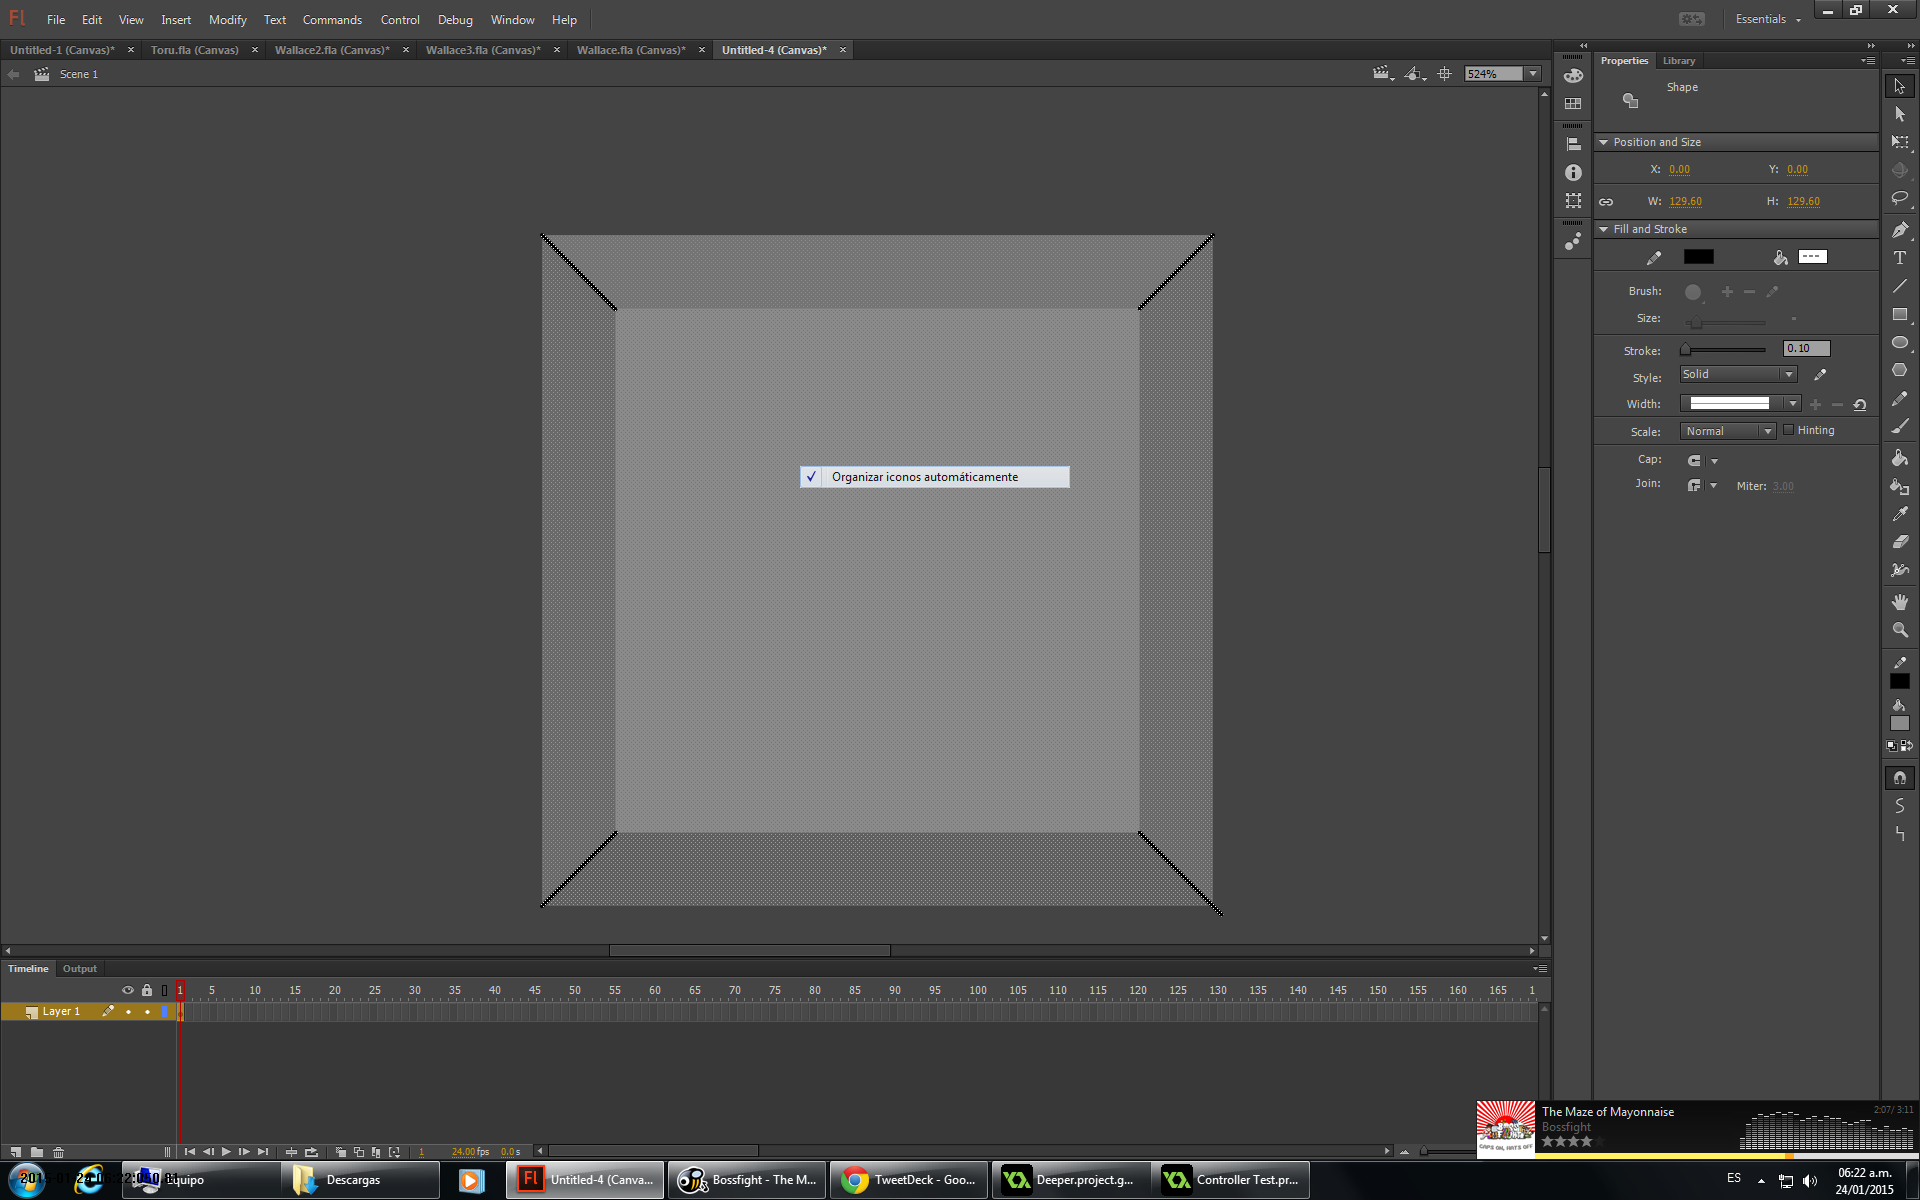 Fl File Edit View Insert Modify Text Commands Control Debug Window Help Essentials
Untitled-1 (Canvas)* Toru.fla (Canvas) Wallace2.fla (Canvas)* Wallace3.fla (Canvas)* Wallace.fla (Canvas)* Untitled-4 (Canvas)*
Scene 1 524%
Properties Library
Shape
Position and Size
X: 0.00 Y: 0.00
W: 129.60 H: 129.60
Fill and Stroke
Brush:
Size:
Stroke: 0.10
Style: Solid
Width:
Scale: Normal Hinting
Cap:
Join: Miter: 3.00
Organizar iconos automáticamente
Timeline Output
1 5 10 15 20 25 30 35 40 45 50 55 60 65 70 75 80 85 90 95 100 105 110 115 120 125 130 135 140 145 150 155 160 165 1
Layer 1
1 24.00 fps 0.0 s
The Maze of Mayonnaise 2:07/ 3:11
Bossfight
GAPS ON, HATS OFF
Equipo Descargas Untitled-4 (Canva... Bossfight - The M... TweetDeck - Goo... Deeper.project.g... Controller Test.pr... ES
06:22 a.m.
24/01/2015